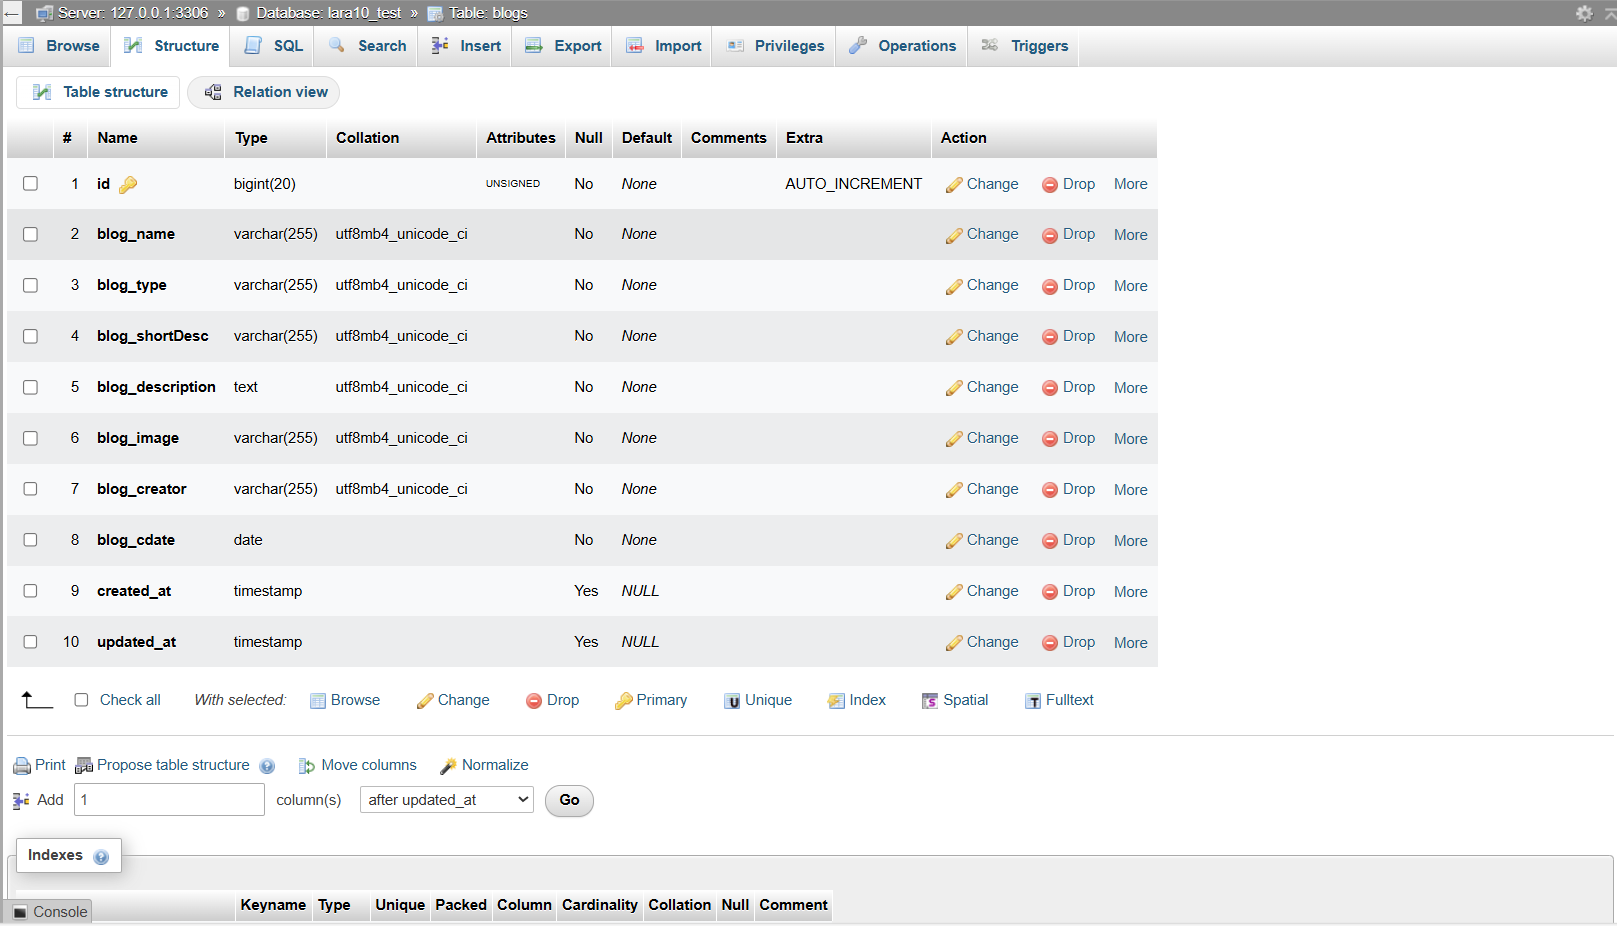 Server: 127.0.0.1:3306 » Database: lara10_test » Table: blogs
Browse Structure SQL Search Insert Export Import Privileges Operations Triggers
Table structure Relation view
# Name Type Collation Attributes Null Default Comments Extra Action
1 id bigint(20) UNSIGNED No None AUTO_INCREMENT Change Drop More
2 blog_name varchar(255) utf8mb4_unicode_ci No None Change Drop More
3 blog_type varchar(255) utf8mb4_unicode_ci No None Change Drop More
4 blog_shortDesc varchar(255) utf8mb4_unicode_ci No None Change Drop More
5 blog_description text utf8mb4_unicode_ci No None Change Drop More
6 blog_image varchar(255) utf8mb4_unicode_ci No None Change Drop More
7 blog_creator varchar(255) utf8mb4_unicode_ci No None Change Drop More
8 blog_cdate date No None Change Drop More
9 created_at timestamp Yes NULL Change Drop More
10 updated_at timestamp Yes NULL Change Drop More
Check all With selected: Browse Change Drop Primary Unique Index Spatial Fulltext
Print Propose table structure Move columns Normalize
Add 1 column(s) after updated_at Go
Indexes
Keyname Type Unique Packed Column Cardinality Collation Null Comment
Console